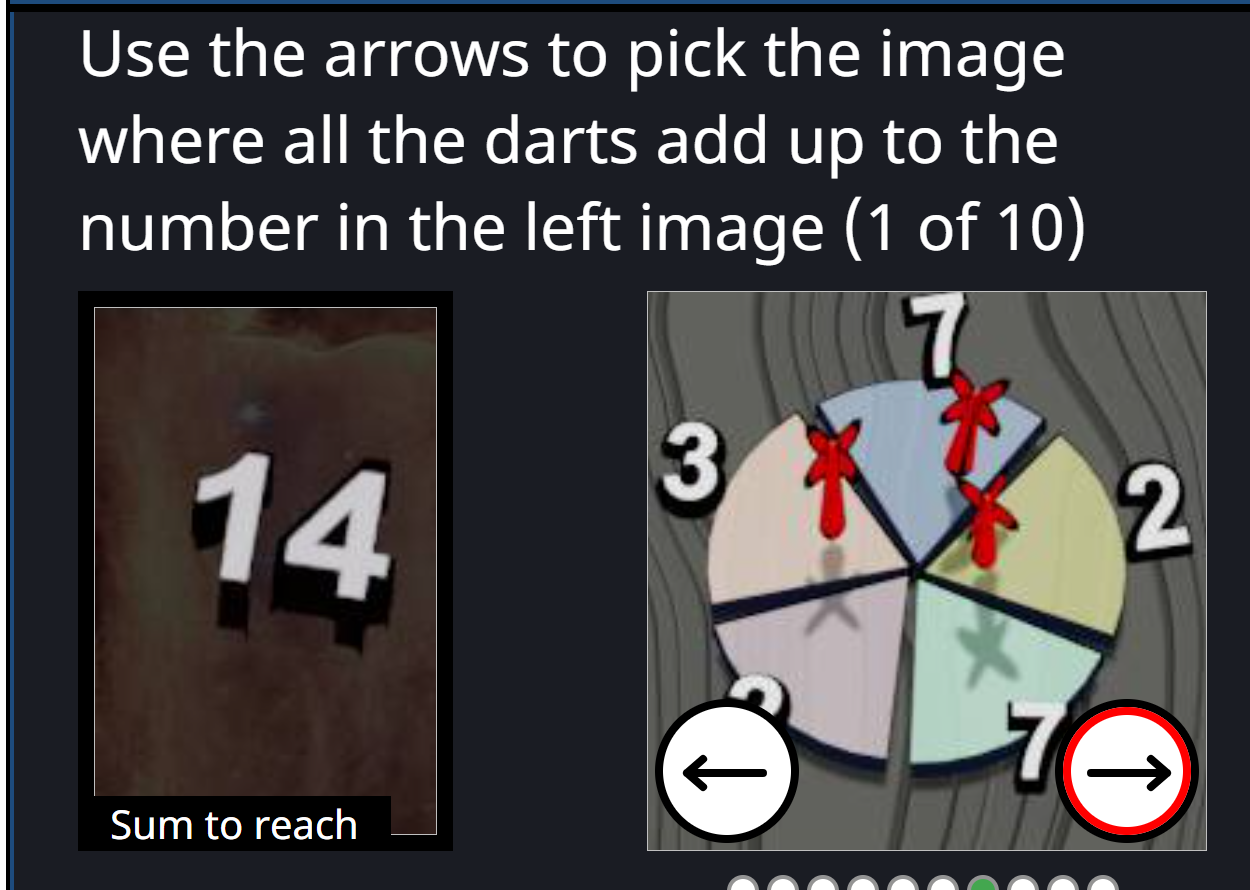 Use the arrows to pick the image
where all the darts add up to the
number in the left image (1 of 10)
14
Sum to reach
7
3
2
7